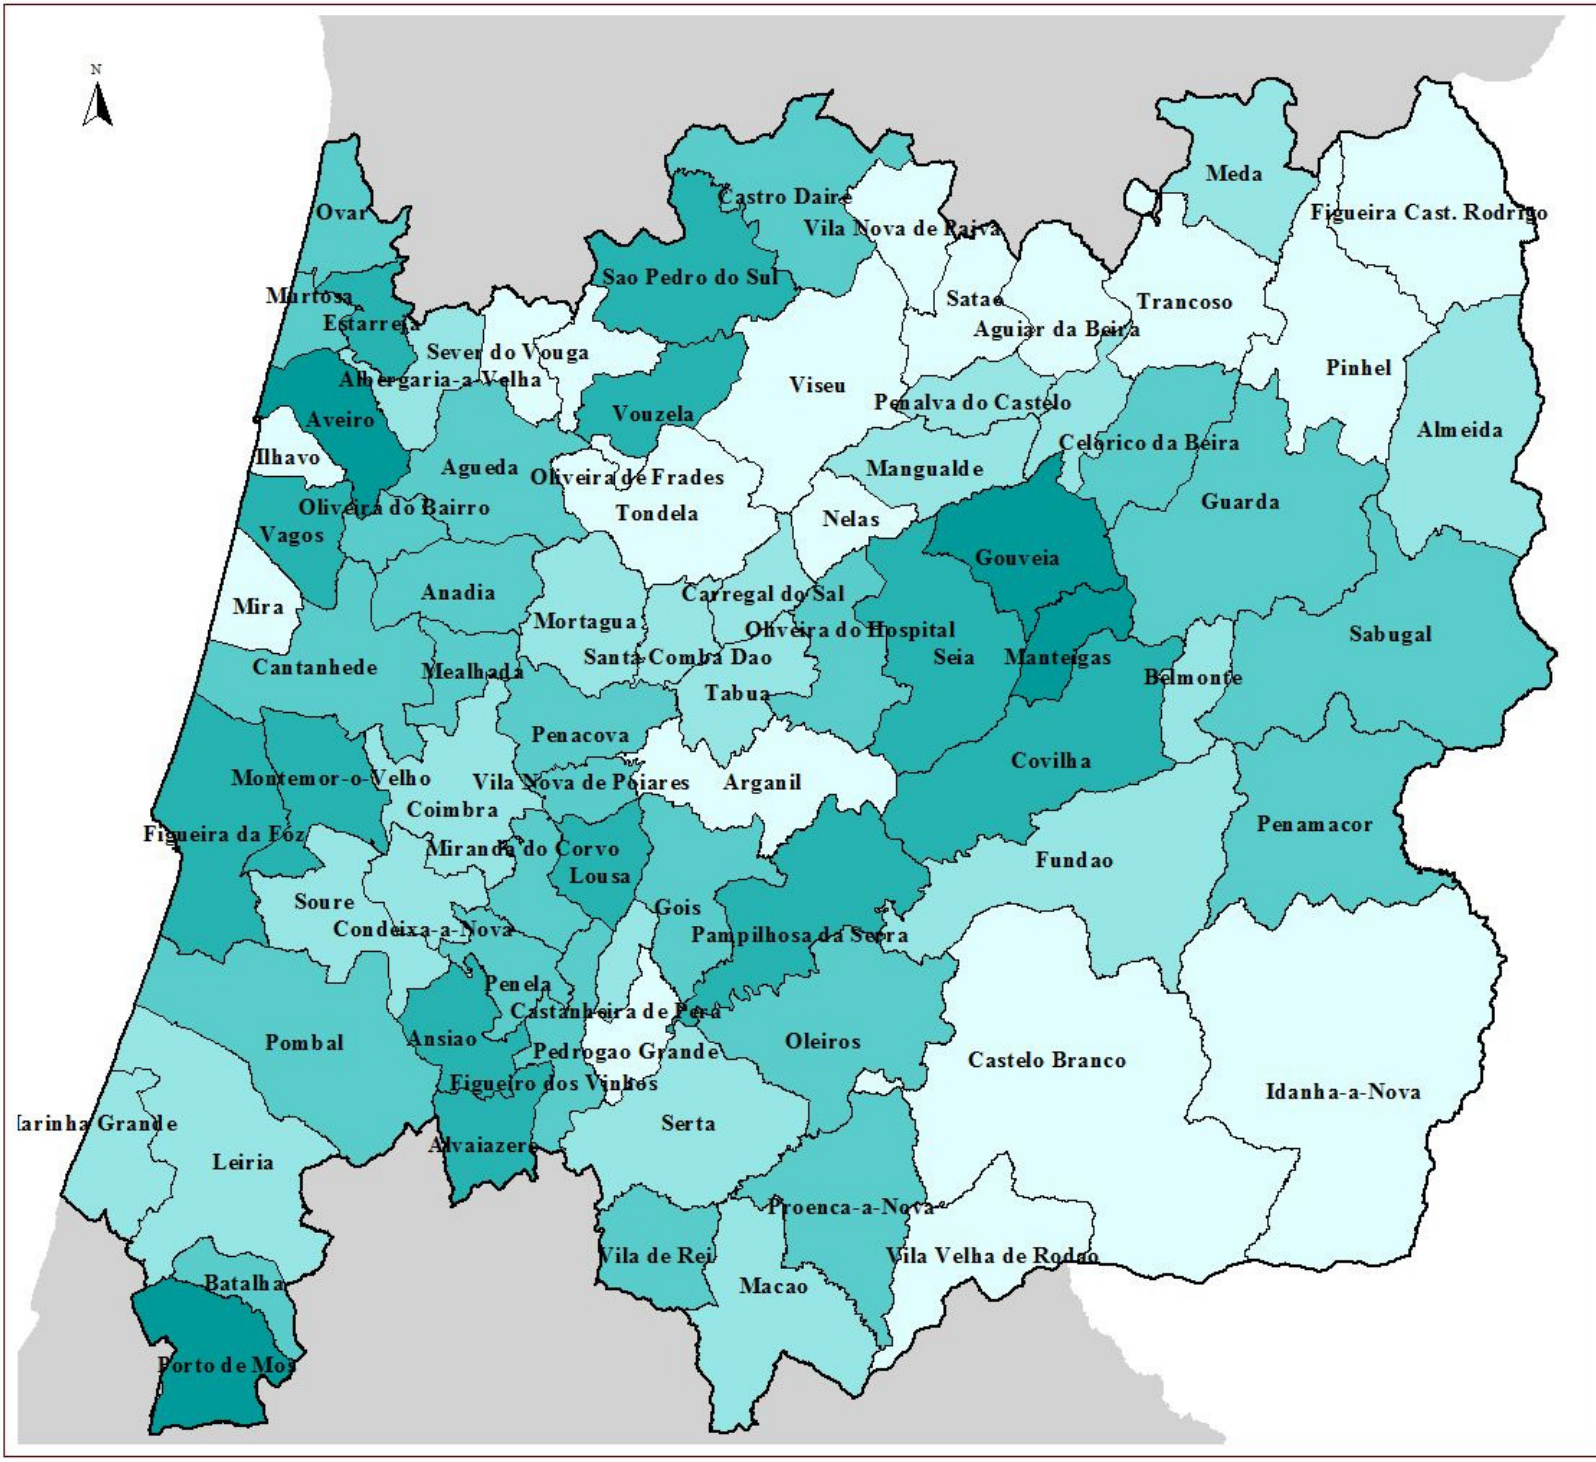 N
Meda
Castro Daire
Ovar
Figueira Cast. Rodrigo
Vila Nova de Paiva
Sao Pedro do Sul
Murtosa
Satao
Trancoso
Estarreja
Aguiar da Beira
Sever do Vouga
Pinhel
Albergaria-a-Velha
Viseu
Penalva do Castelo
Vouzela
Aveiro
Almeida
Celorico da Beira
Ilhavo
Agueda
Mangualde
Oliveira de Frades
Guarda
Oliveira do Bairro
Tondela
Nelas
Vagos
Gouveia
Anadia
Carregal do Sal
Mira
Mortagua
Oliveira do Hospital
Sabugal
Santa Comba Dao
Seia
Manteigas
Cantanhede
Mealhada
Belmonte
Tabua
Penacova
Covilha
Montemor-o-Velho
Vila Nova de Poiares
Arganil
Coimbra
Penamacor
Figueira da Foz
Miranda do Corvo
Fundao
Lousa
Soure
Gois
Condeixa-a-Nova
Pampilhosa da Serra
Penela
Castanheira de Pera
Ansiao
Pombal
Oleiros
Pedrogao Grande
Castelo Branco
Figueiro dos Vinhos
Idanha-a-Nova
arinha Grande
Serta
Alvaiazere
Leiria
Proenca-a-Nova
Vila de Rei
Vila Velha de Rodao
Batalha
Macao
Porto de Mos